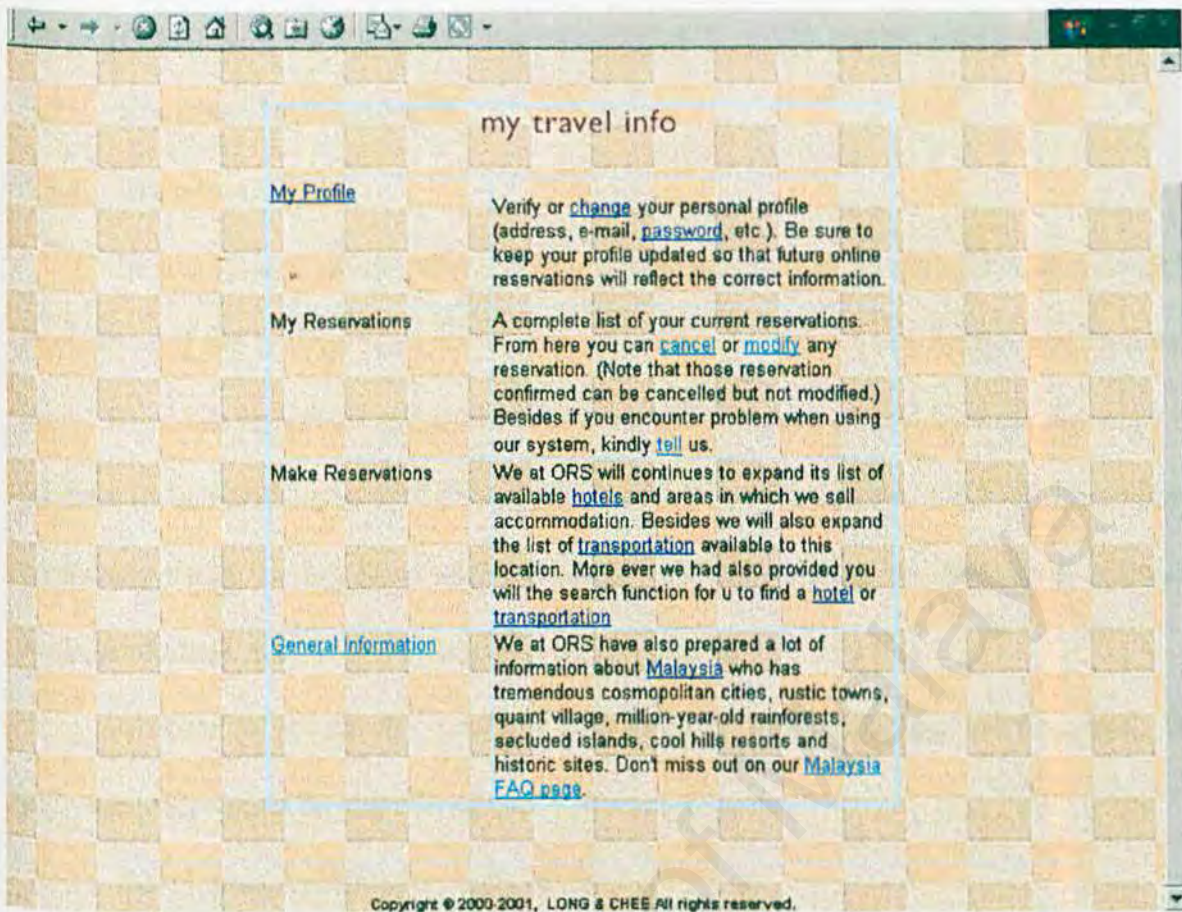 my travel info
My Profile
Verify or change your personal profile
(address, e-mail, password, etc ). Be sure to
keep your profile updated so that future online
reservations will reflect the correct information.
My Reservations
A complete list of your current reservations.
From here you can cancel or modify any
reservation. (Note that those reservation
confirmed can be cancelled but not modified.)
Besides if you encounter problem when using
our system, kindly tell us.
Make Reservations
We at ORS will continues to expand its list of
available hotels and areas in which we sell
accommodation. Besides we will also expand
the list of transportation available to this
location. More ever we had also provided you
will the search function for u to find a hotel or
transportation
General Information
We at ORS have also prepared a lot of
information about Malaysia who has
tremendous cosmopolitan cities, rustic towns,
quaint village, million-year-old rainforests,
secluded islands, cool hills resorts and
historic sites. Don't miss out on our Malaysia
FAQ page.
Copyright © 2000-2001, LONG & CHEE All rights reserved.
of Malaya